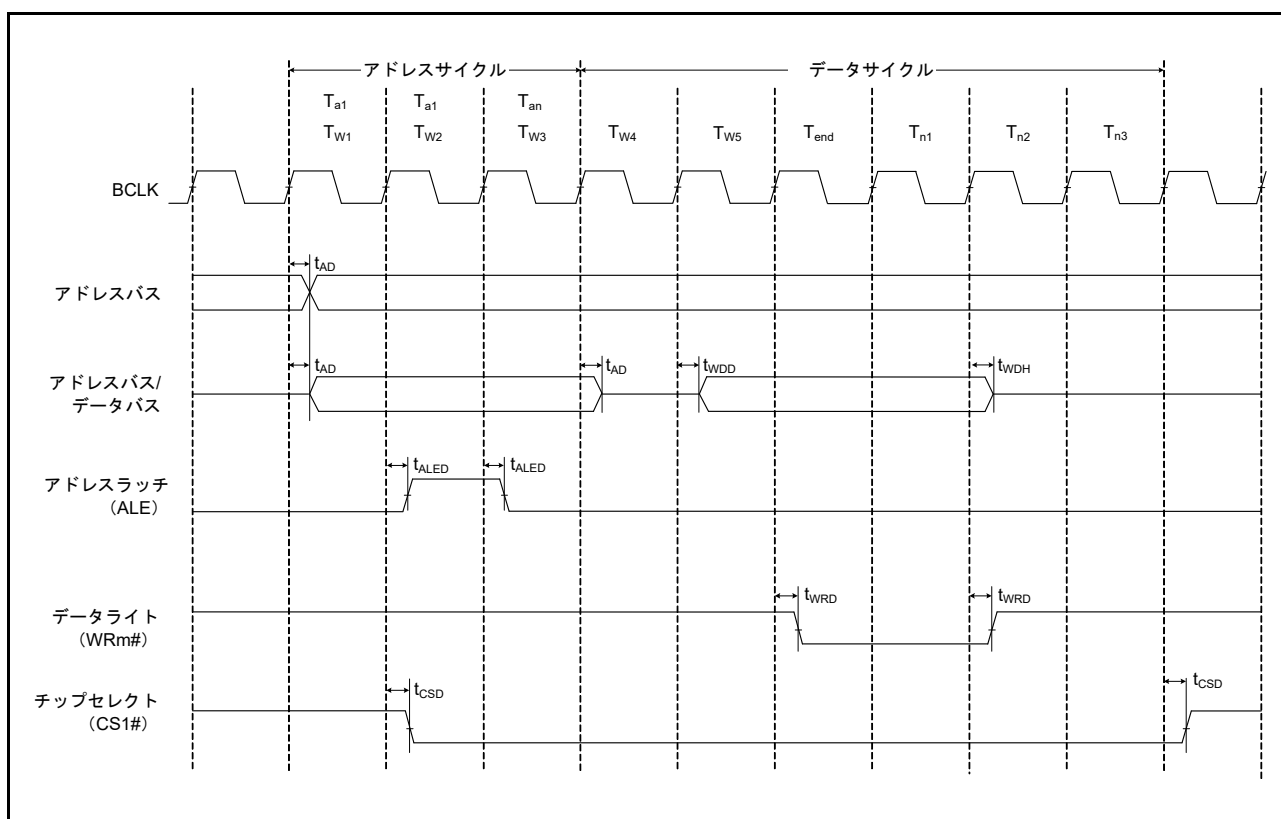 アドレスサイクル データサイクル
Ta1 Ta1 Tan
TW1 TW2 TW3 TW4 TW5 Tend Tn1 Tn2 Tn3
BCLK
tAD
アドレスバス
tAD tAD tWDD tWDH
アドレスバス/
データバス
tALED tALED
アドレスラッチ
(ALE)
tWRD tWRD
データライト
(WRm#)
tCSD tCSD
チップセレクト
(CS1#)